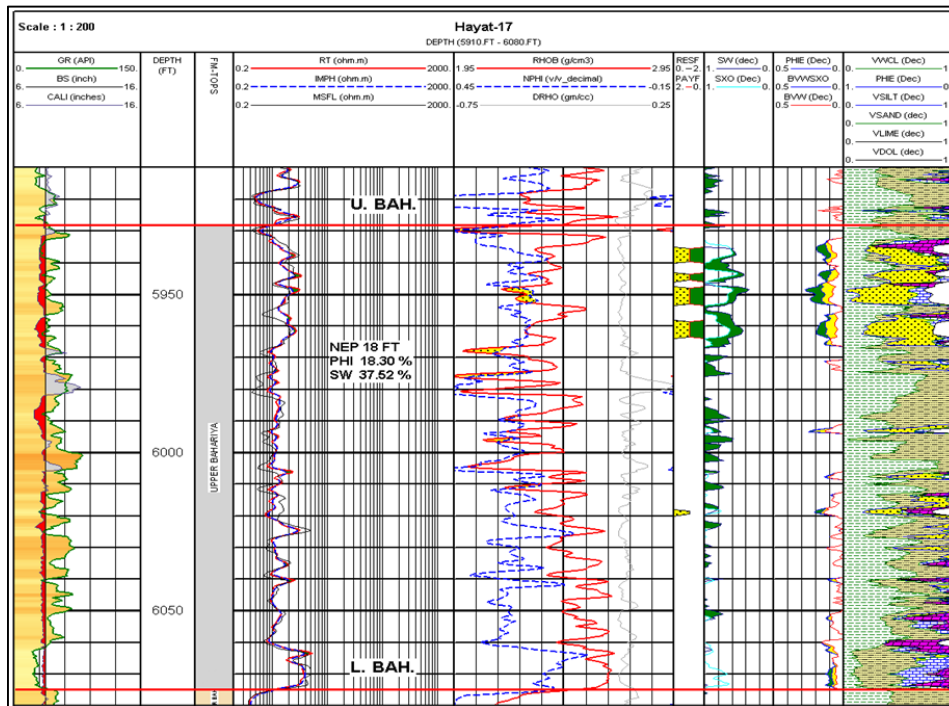 Scale : 1 : 200
Hayat-17
DEPTH (5910.FT - 6080.FT)
GR (API)
0. 150.
BS (inch)
6. 16.
CALI (inches)
6. 16.
DEPTH
(FT)
FM-TOPS
RT (ohm.m)
0.2 2000.
IMPH (ohm.m)
0.2 2000.
MSFL (ohm.m)
0.2 2000.
RHOB (g/cm3)
1.95 2.95
NPHI (v/v_decimal)
0.45 -0.15
DRHO (gm/cc)
-0.75 0.25
RESF
0. 2.
PAYF
2. 0.
SW (dec)
1. 0.
SXO (Dec)
1. 0.
PHIE (Dec)
0.5 0.
BVWSXO
0.5 0.
BVW (Dec)
0.5 0.
VWCL (Dec)
0. 1.
PHIE (Dec)
1. 0.
VSILT (Dec)
0. 1.
VSAND (dec)
0. 1.
VLIME (dec)
0. 1.
VDOL (dec)
0. 1.
U. BAH.
5950
NEP 18 FT
PHI 18.30 %
SW 37.52 %
6000
UPPER BAHARIYA
6050
L. BAH.